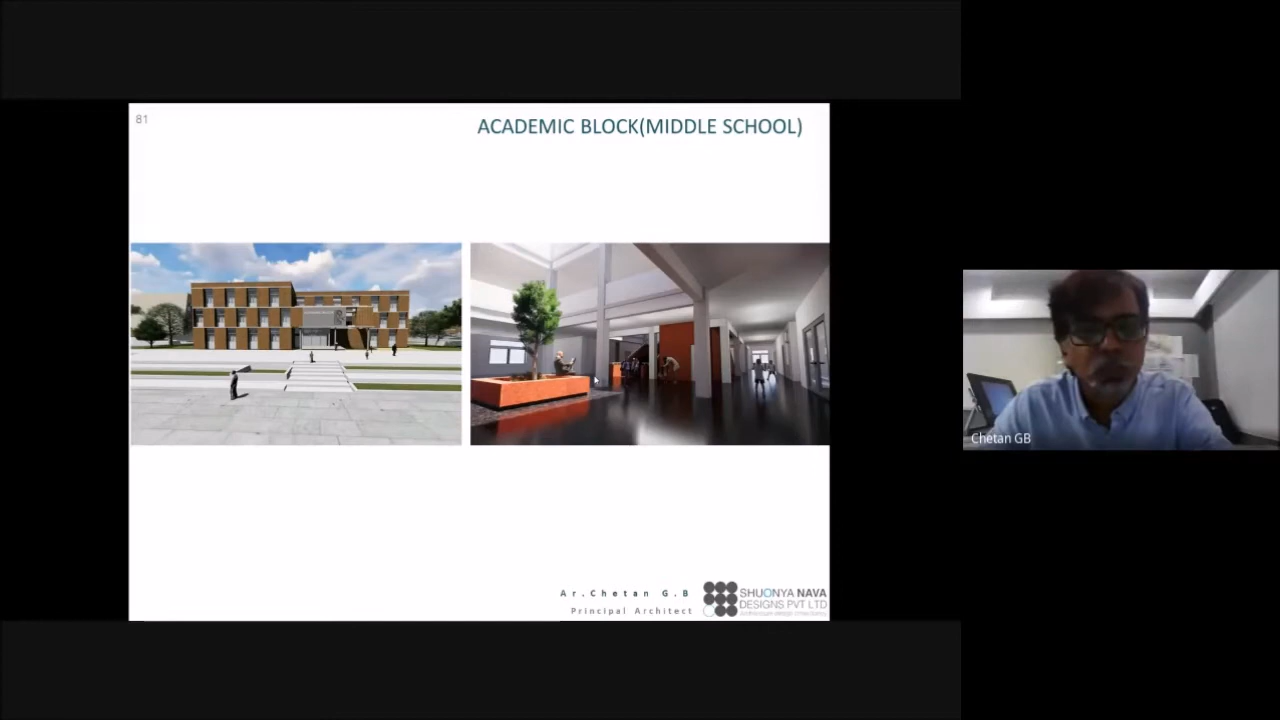 81
ACADEMIC BLOCK(MIDDLE SCHOOL)
Ar.Chetan G.B
Principal Architect
SHUONYA NAVA
DESIGNS PVT LTD
Chetan GB